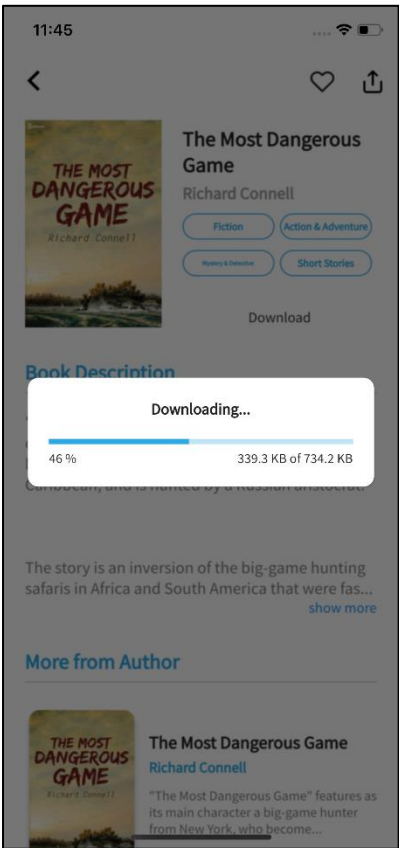 11:45
THE MOST
DANGEROUS
GAME
Richard Connell
The Most Dangerous
Game
Richard Connell
Fiction
Action & Adventure
Mystery & Detective
Short Stories
Download
Book Description
Downloading...
46 %
339.3 KB of 734.2 KB
Caribbean, and is hunted by a Russian aristocrat.
The story is an inversion of the big-game hunting
safaris in Africa and South America that were fas...
show more
More from Author
THE MOST
DANGEROUS
GAME
Richard Connell
The Most Dangerous Game
Richard Connell
"The Most Dangerous Game" features as
its main character a big-game hunter
from New York, who become...